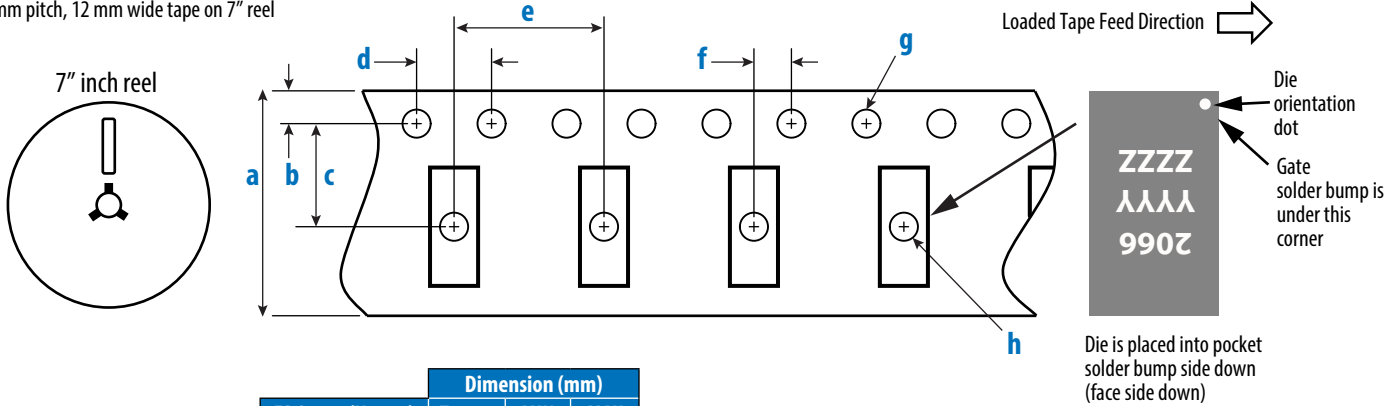 mm pitch, 12 mm wide tape on 7” reel
7” inch reel
e
Loaded Tape Feed Direction
d
f
g
a
b
c
h
Die
orientation
dot
2066
YYYY
ZZZZ
Gate
solder bump is
under this
corner
Die is placed into pocket
solder bump side down
(face side down)
Dimension (mm)